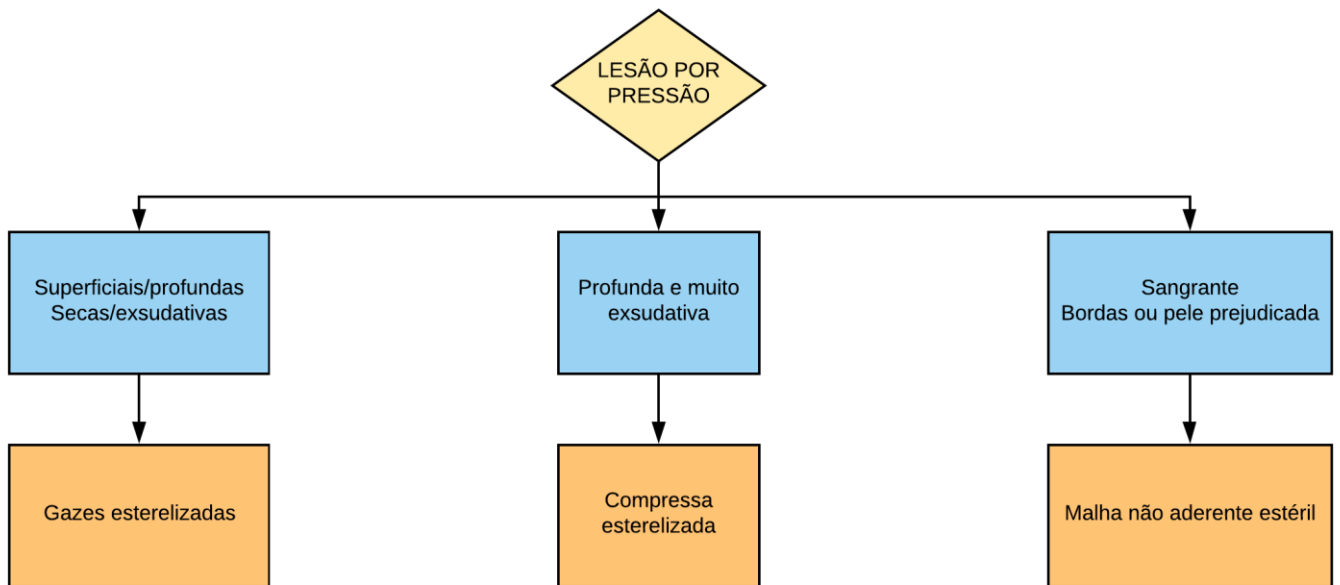 LESÃO POR
PRESSÃO
Superficiais/profundas
Secas/exsudativas
Profunda e muito
exsudativa
Sangrante
Bordas ou pele prejudicada
Gazes esterelizadas
Compressa
esterelizada
Malha não aderente estéril